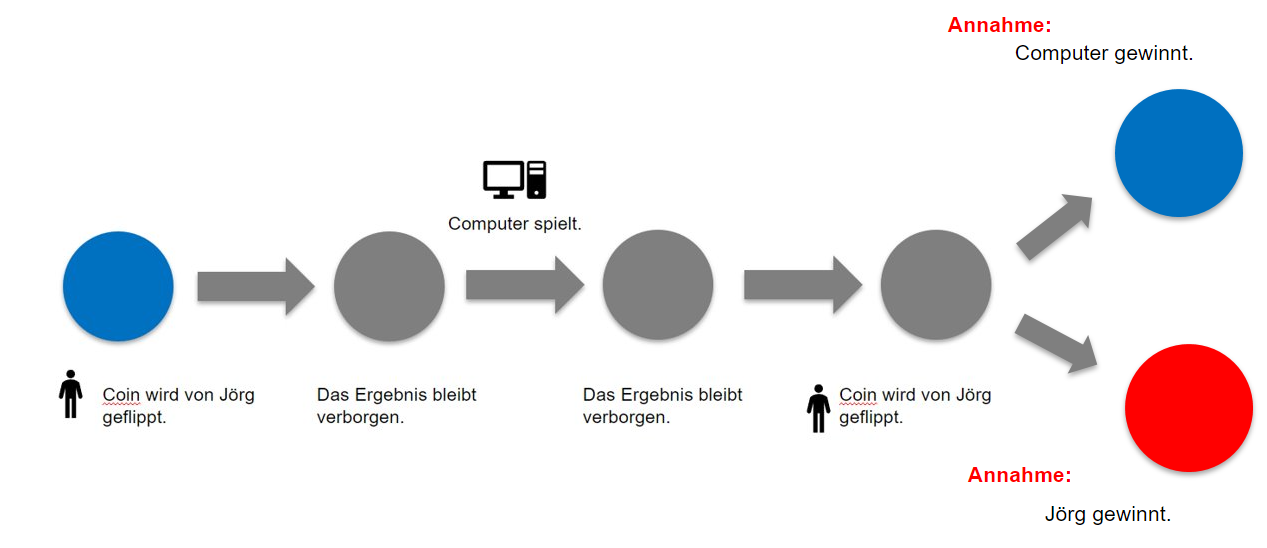 Annahme:
Computer gewinnt.
Computer spielt.
Coin wird von Jörg
geflippt.
Das Ergebnis bleibt
verborgen.
Das Ergebnis bleibt
verborgen.
Coin wird von Jörg
geflippt.
Annahme:
Jörg gewinnt.